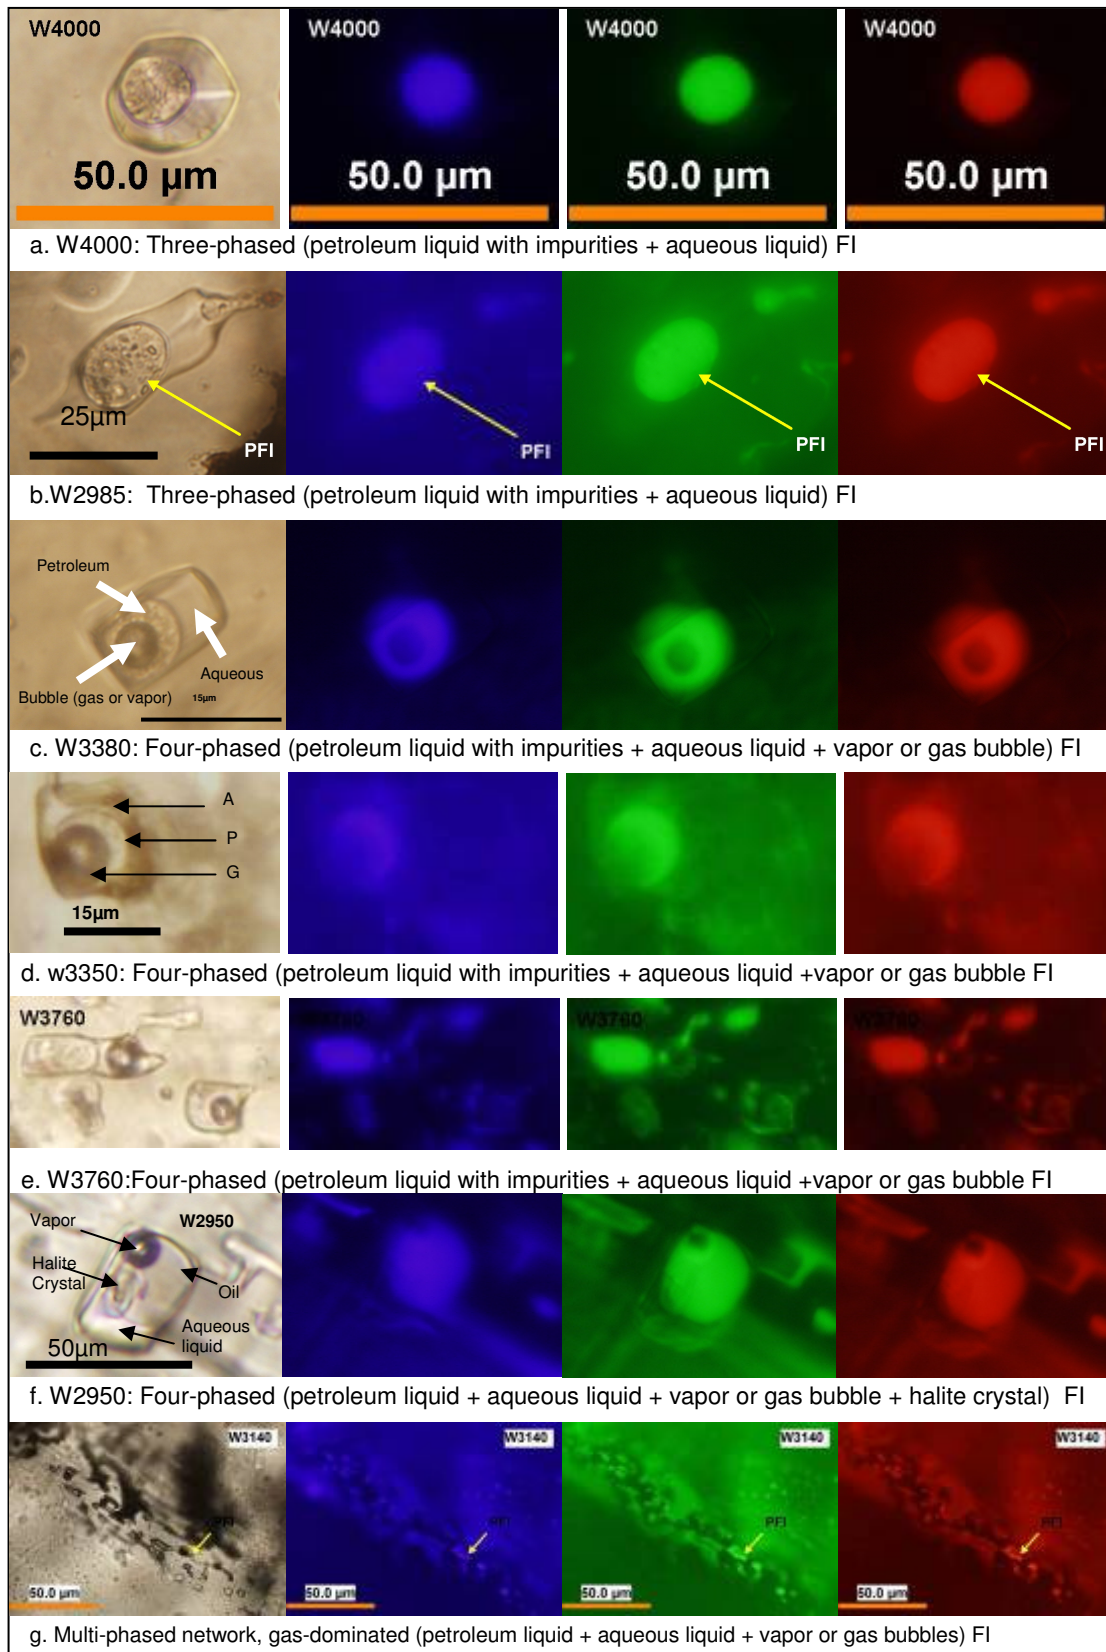 W4000 W4000 W4000 W4000
50.0 µm 50.0 µm 50.0 µm 50.0 µm
a. W4000: Three-phased (petroleum liquid with impurities + aqueous liquid) FI
25µm
PFI PFI PFI PFI
b.W2985: Three-phased (petroleum liquid with impurities + aqueous liquid) FI
Petroleum
Aqueous
Bubble (gas or vapor) 15µm
c. W3380: Four-phased (petroleum liquid with impurities + aqueous liquid + vapor or gas bubble) FI
A
P
G
15µm
d. w3350: Four-phased (petroleum liquid with impurities + aqueous liquid +vapor or gas bubble FI
W3760 W3760 W3760 W3760
e. W3760:Four-phased (petroleum liquid with impurities + aqueous liquid +vapor or gas bubble FI
Vapor W2950
Halite
Crystal
Oil
Aqueous
liquid
50µm
f. W2950: Four-phased (petroleum liquid + aqueous liquid + vapor or gas bubble + halite crystal) FI
W3140 W3140 W3140 W3140
PFI PFI PFI PFI
50.0 µm 50.0 µm 50.0 µm 50.0 µm
g. Multi-phased network, gas-dominated (petroleum liquid + aqueous liquid + vapor or gas bubbles) FI